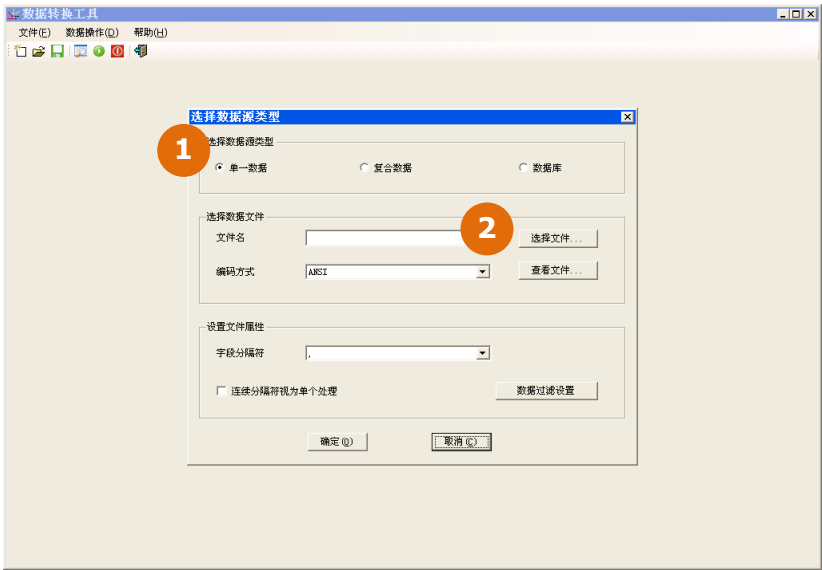 数据转换工具
文件(F) 数据操作(D) 帮助(H)
选择数据源类型
1
选择数据源类型
单一数据 复合数据 数据库
选择数据文件
2
文件名 选择文件...
编码方式 ANSI 查看文件...
设置文件属性
字段分隔符 ,
连续分隔符视为单个处理 数据过滤设置
确定(O) 取消(C)